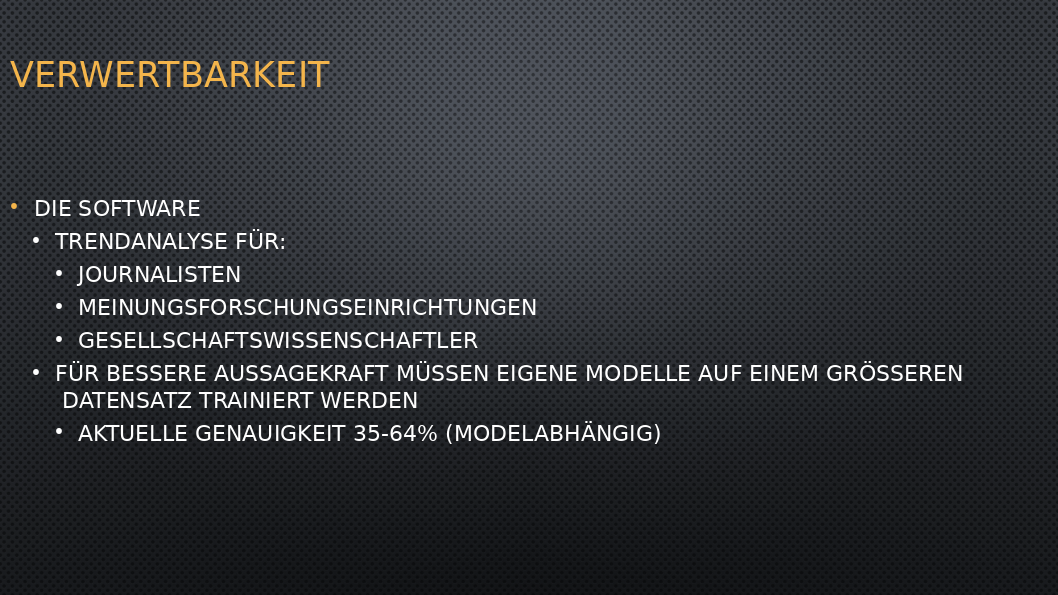 VERWERTBARKEIT
• DIE SOFTWARE
• TRENDANALYSE FÜR:
• JOURNALISTEN
• MEINUNGSFORSCHUNGSEINRICHTUNGEN
• GESELLSCHAFTSWISSENSCHAFTLER
• FÜR BESSERE AUSSAGEKRAFT MÜSSEN EIGENE MODELLE AUF EINEM GRÖSSEREN
DATENSATZ TRAINIERT WERDEN
• AKTUELLE GENAUIGKEIT 35-64% (MODELABHÄNGIG)